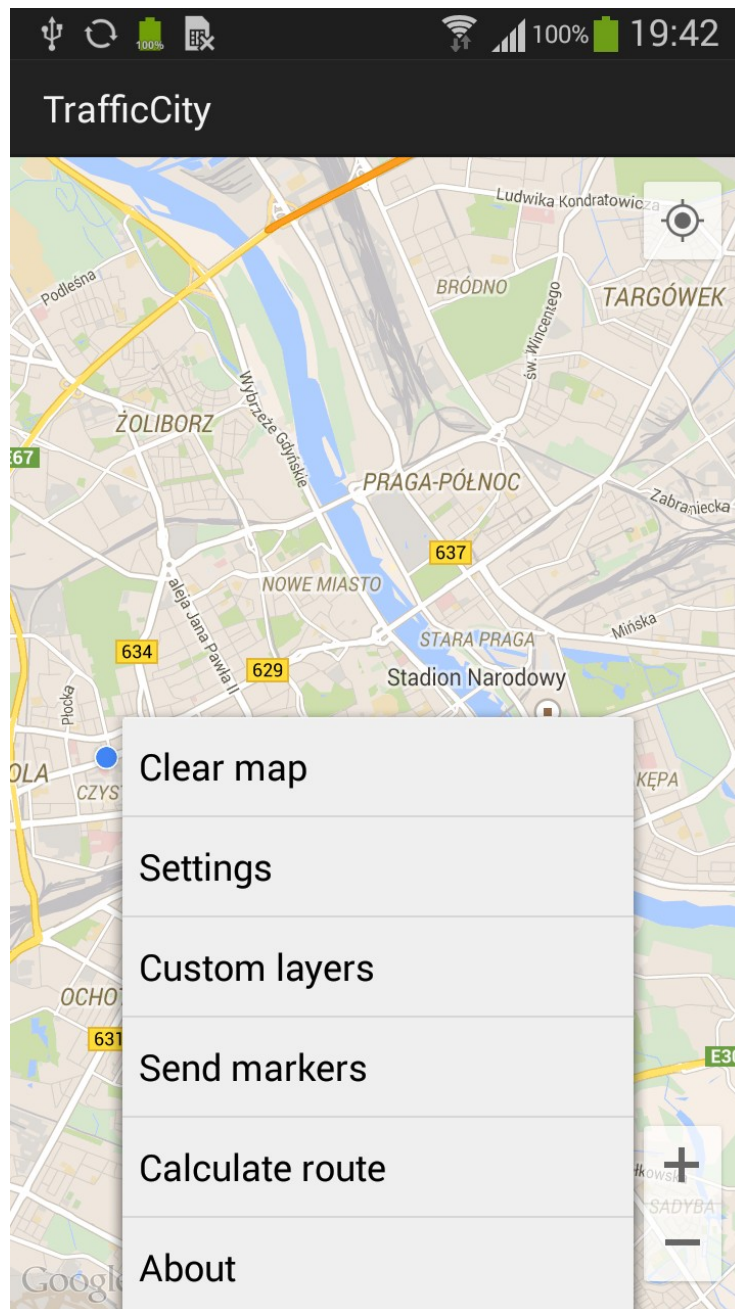 100%
100%
19:42
TrafficCity
Ludwika Kondratowicza
Podleśna
BRÓDNO
św. Wincentego
TARGÓWEK
Wybrzeże Gdyńskie
ŻOLIBORZ
E67
PRAGA-PÓŁNOC
Zabraniecka
637
NOWE MIASTO
aleja Jana Pawła II
Mińska
634
STARA PRAGA
629
Stadion Narodowy
Płocka
Clear map
OLA
KĘPA
CZYS
Settings
Custom layers
OCHO
631
E30
Send markers
Calculate route
SADYBA
About
Google